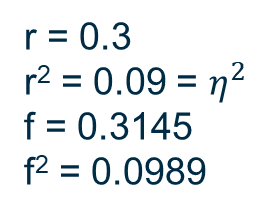 r = 0.3
r² = 0.09 = η²
f = 0.3145
f² = 0.0989